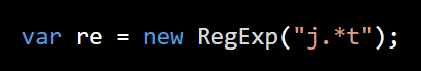 var re = new RegExp("j.*t");